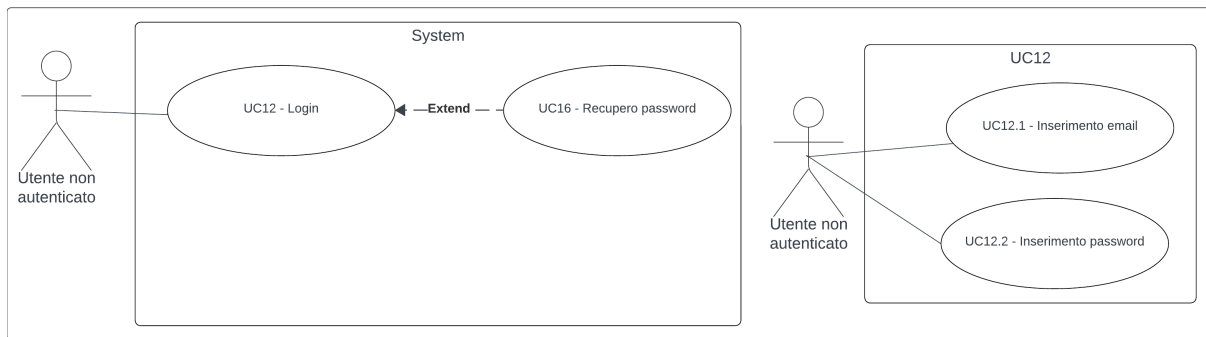 System
UC12 - Login
Extend
UC16 - Recupero password
Utente non
autenticato
UC12
UC12.1 - Inserimento email
UC12.2 - Inserimento password
Utente non
autenticato